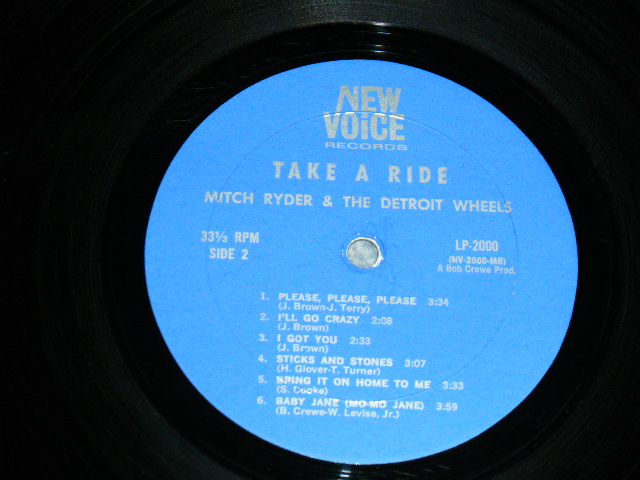 NEW
VOICE
RECORDS
TAKE A RIDE
MITCH RYDER & THE DETROIT WHEELS
33⅓ RPM
SIDE 2
LP-2000
(NV-2000-MB)
A Bob Crewe Prod.
1. PLEASE, PLEASE, PLEASE 3:34
(J. Brown-J. Terry)
2. I'LL GO CRAZY 2:08
(J. Brown)
3. I GOT YOU 2:33
(J. Brown)
4. STICKS AND STONES 3:07
(H. Glover-T. Turner)
5. BRING IT ON HOME TO ME 3:33
(S. Cooke)
6. BABY JANE (MO-MO JANE) 3:59
(B. Crewe-W. Levise, Jr.)